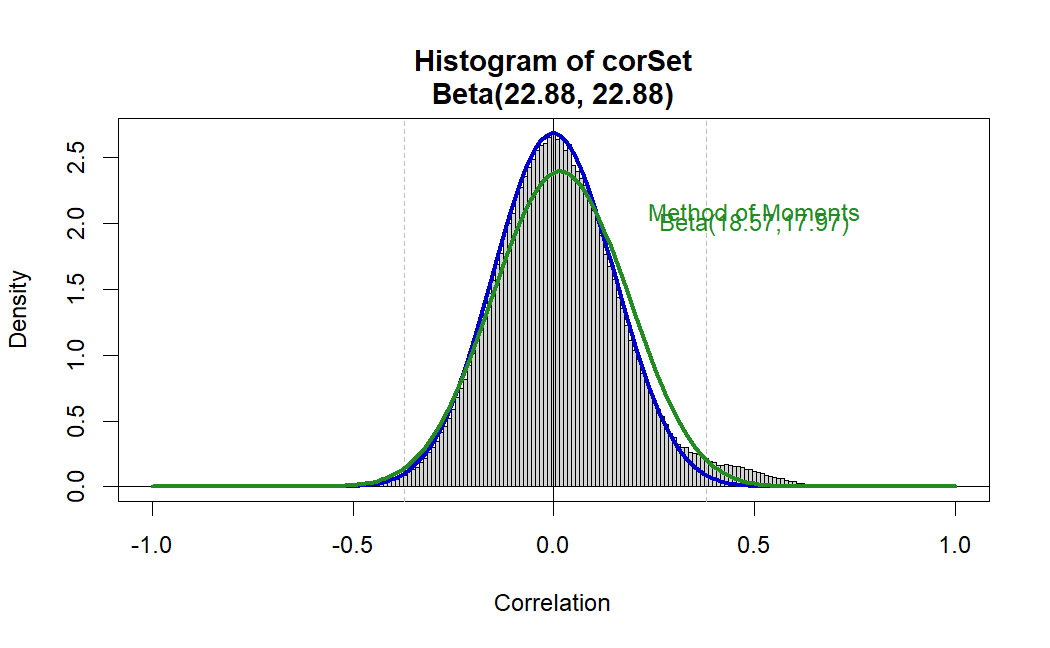 Histogram of corSet
Beta(22.88, 22.88)
Method of Moments
Beta(18.57,17.97)
Density
0.0
0.5
1.0
1.5
2.0
2.5
-1.0
-0.5
0.0
0.5
1.0
Correlation